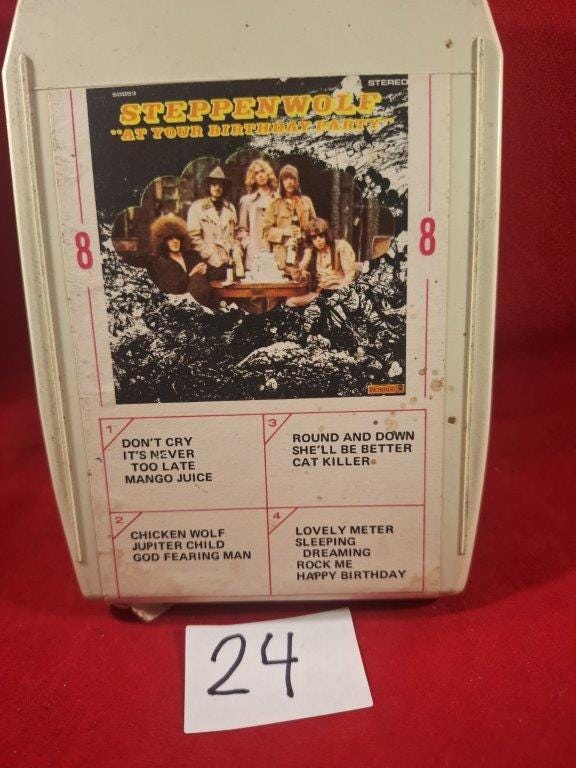 50053
STEREO
STEPPENWOLF
"AT YOUR BIRTHDAY PARTY"
8
8
DUNHILL
1
DON'T CRY
IT'S NEVER
TOO LATE
MANGO JUICE
3
ROUND AND DOWN
SHE'LL BE BETTER
CAT KILLER
2
CHICKEN WOLF
JUPITER CHILD
GOD FEARING MAN
4
LOVELY METER
SLEEPING
DREAMING
ROCK ME
HAPPY BIRTHDAY
24